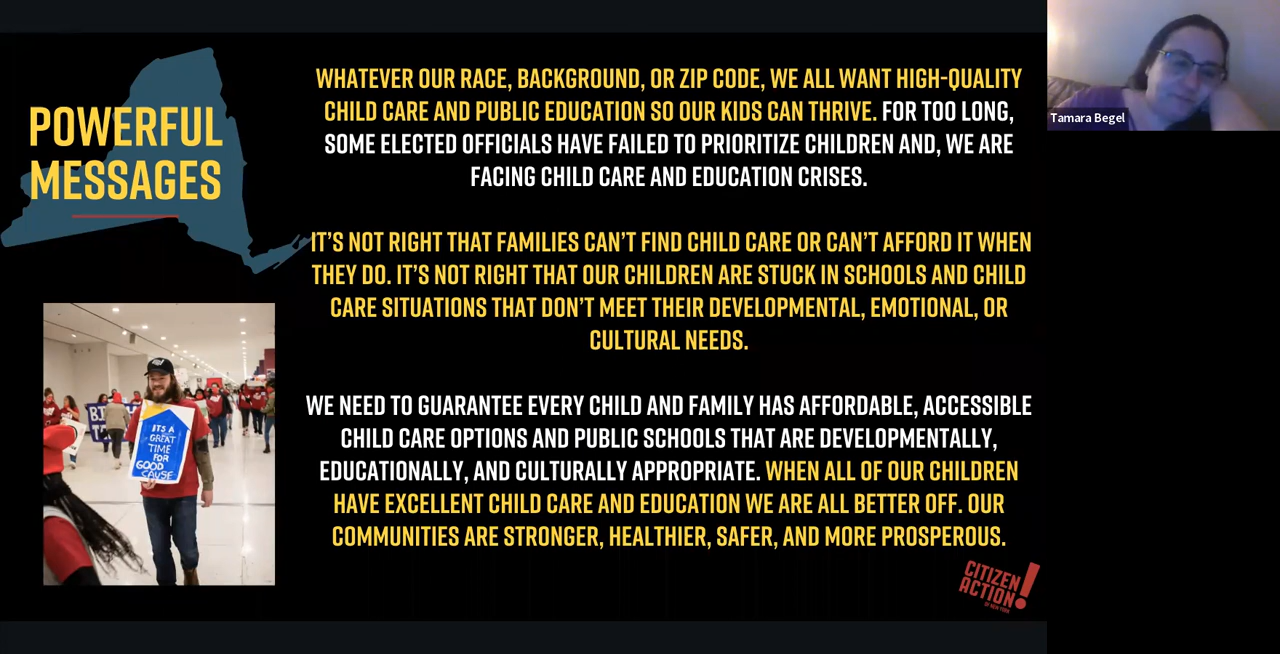 POWERFUL
MESSAGES
WHATEVER OUR RACE, BACKGROUND, OR ZIP CODE, WE ALL WANT HIGH-QUALITY
CHILD CARE AND PUBLIC EDUCATION SO OUR KIDS CAN THRIVE. FOR TOO LONG,
SOME ELECTED OFFICIALS HAVE FAILED TO PRIORITIZE CHILDREN AND, WE ARE
FACING CHILD CARE AND EDUCATION CRISES.
IT'S NOT RIGHT THAT FAMILIES CAN'T FIND CHILD CARE OR CAN'T AFFORD IT WHEN
THEY DO. IT'S NOT RIGHT THAT OUR CHILDREN ARE STUCK IN SCHOOLS AND CHILD
CARE SITUATIONS THAT DON'T MEET THEIR DEVELOPMENTAL, EMOTIONAL, OR
CULTURAL NEEDS.
WE NEED TO GUARANTEE EVERY CHILD AND FAMILY HAS AFFORDABLE, ACCESSIBLE
CHILD CARE OPTIONS AND PUBLIC SCHOOLS THAT ARE DEVELOPMENTALLY,
EDUCATIONALLY, AND CULTURALLY APPROPRIATE. WHEN ALL OF OUR CHILDREN
HAVE EXCELLENT CHILD CARE AND EDUCATION WE ARE ALL BETTER OFF. OUR
COMMUNITIES ARE STRONGER, HEALTHIER, SAFER, AND MORE PROSPEROUS.
ITS A
GREAT
TIME
FOR
GOOD
CAUSE
CITIZEN
ACTION!
OF NEW YORK
Tamara Begel